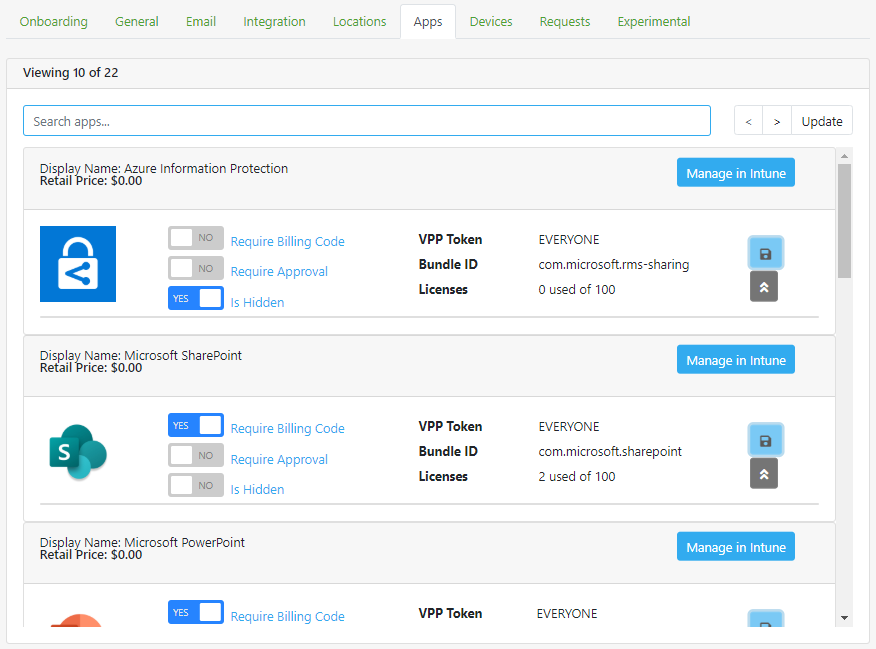 Onboarding General Email Integration Locations Apps Devices Requests Experimental
Viewing 10 of 22
Search apps... < > Update
Display Name: Azure Information Protection
Retail Price: $0.00
Manage in Intune
NO Require Billing Code VPP Token EVERYONE
NO Require Approval Bundle ID com.microsoft.rms-sharing
YES Is Hidden Licenses 0 used of 100
Display Name: Microsoft SharePoint
Retail Price: $0.00
Manage in Intune
S
YES Require Billing Code VPP Token EVERYONE
NO Require Approval Bundle ID com.microsoft.sharepoint
NO Is Hidden Licenses 2 used of 100
Display Name: Microsoft PowerPoint
Retail Price: $0.00
Manage in Intune
YES Require Billing Code VPP Token EVERYONE